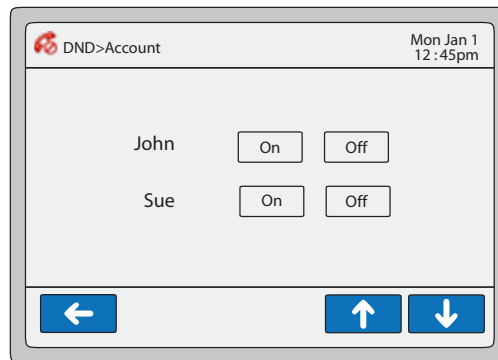 DND>Account
Mon Jan 1
12:45pm
John On Off
Sue On Off